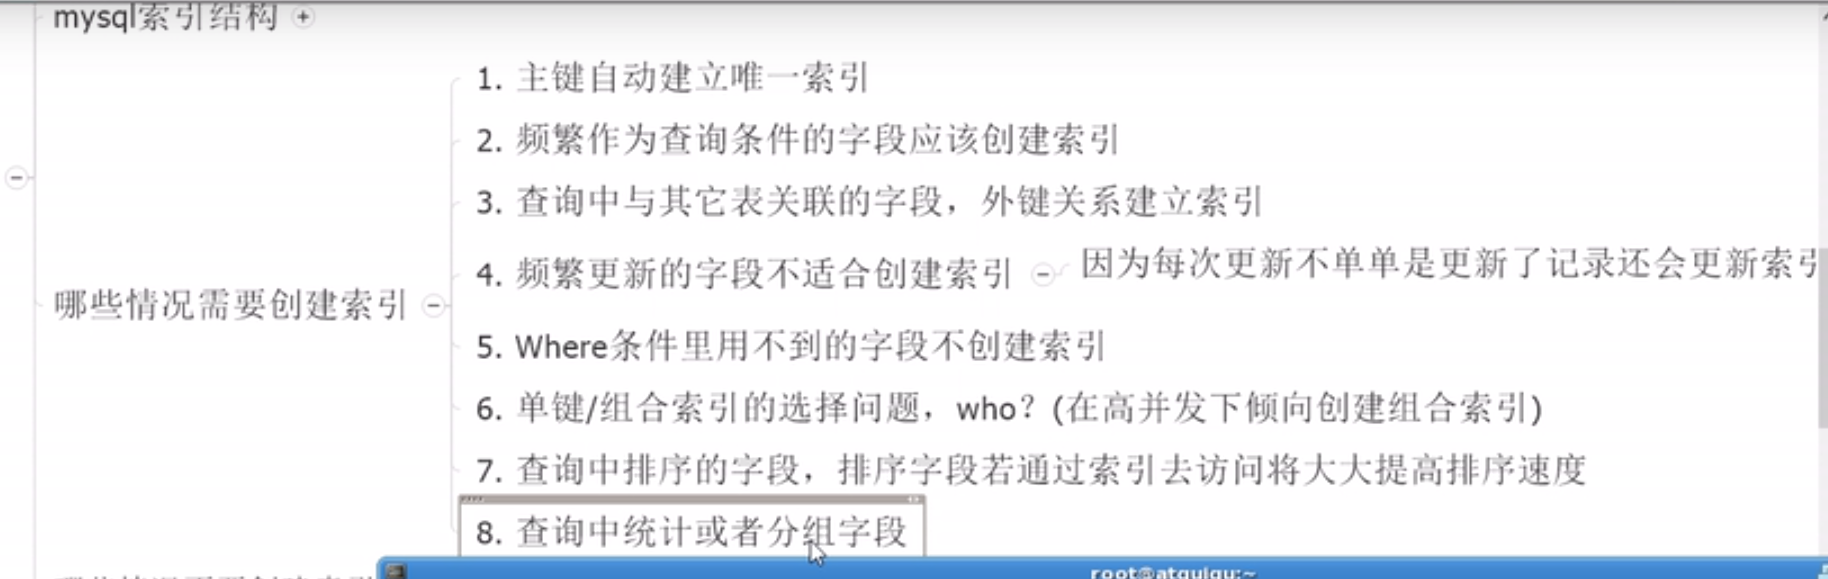 mysql索引结构
1. 主键自动建立唯一索引
2. 频繁作为查询条件的字段应该创建索引
3. 查询中与其它表关联的字段，外键关系建立索引
4. 频繁更新的字段不适合创建索引
因为每次更新不单单是更新了记录还会更新索引
哪些情况需要创建索引
5. Where条件里用不到的字段不创建索引
6. 单键/组合索引的选择问题，who？(在高并发下倾向创建组合索引)
7. 查询中排序的字段，排序字段若通过索引去访问将大大提高排序速度
8. 查询中统计或者分组字段
root@atguigu:~